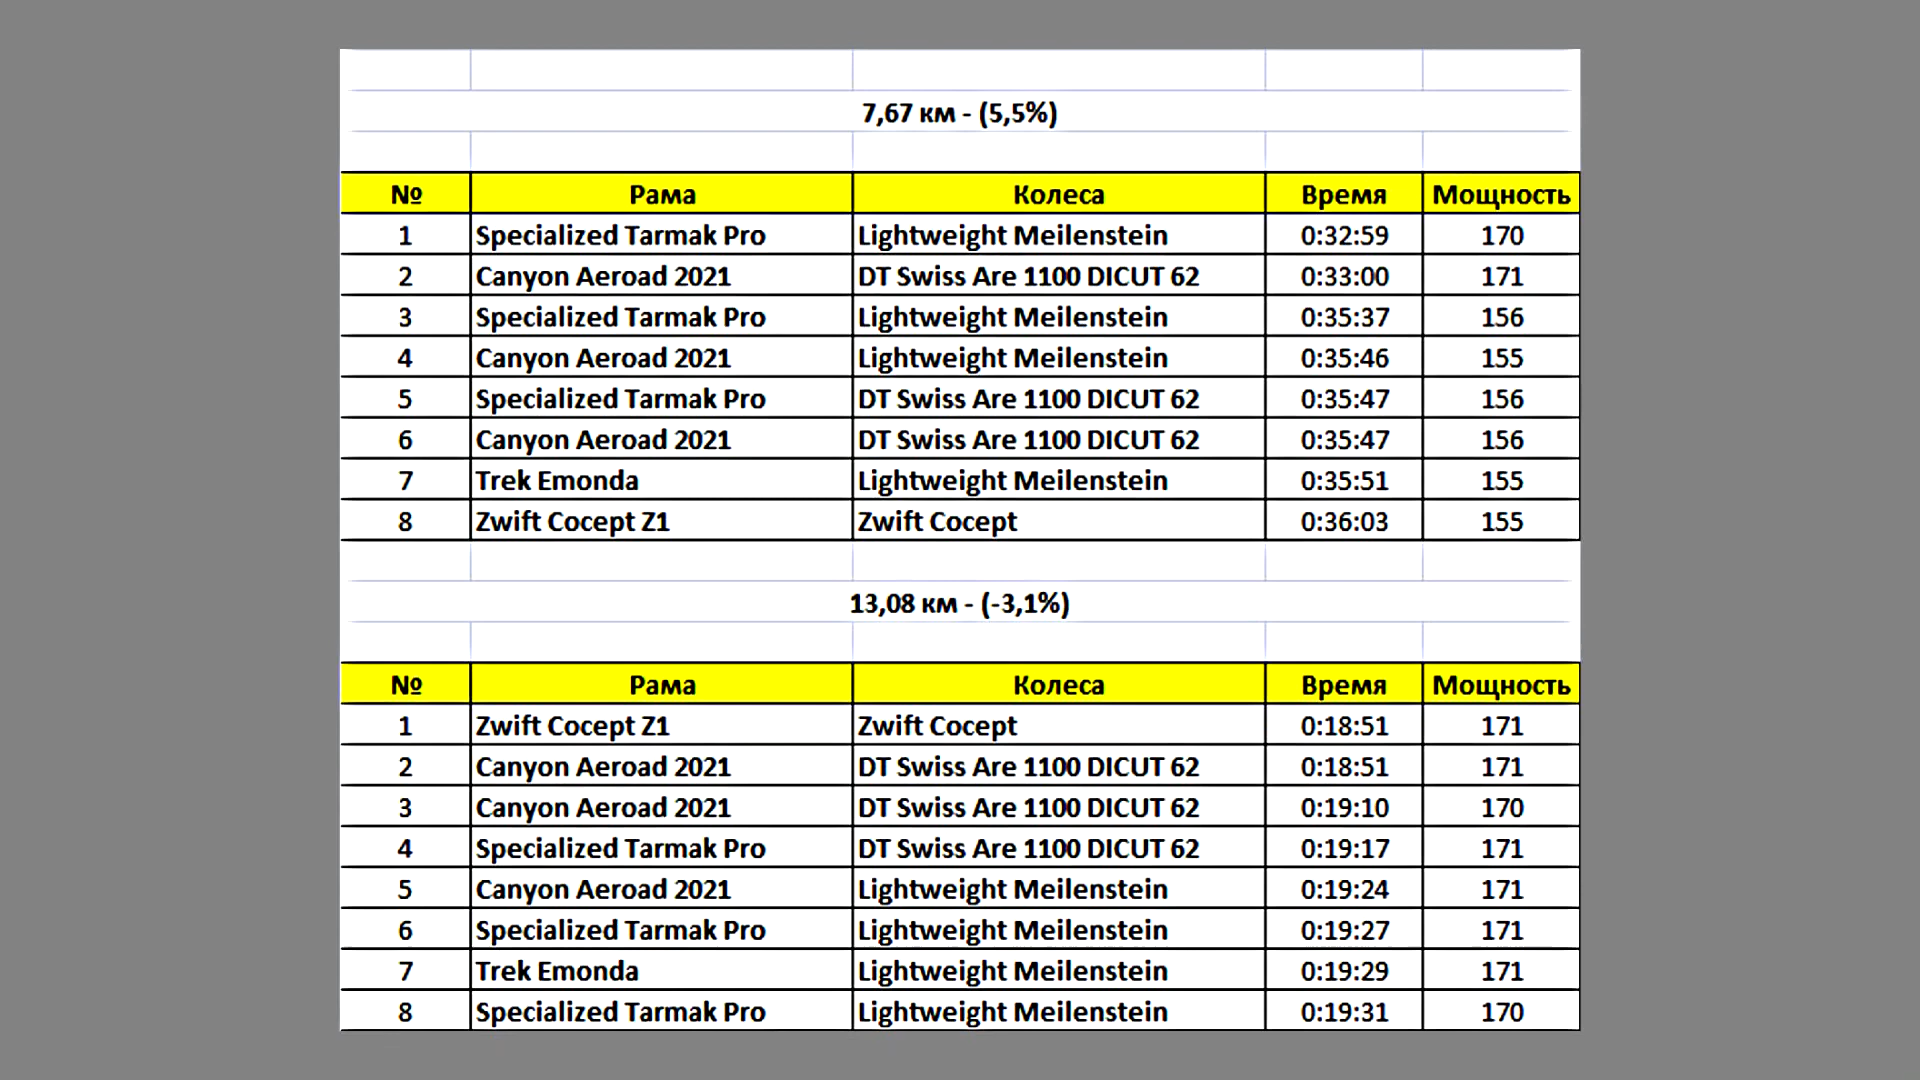 7,67 км - (5,5%)
№ Рама Колеса Время Мощность
1 Specialized Tarmak Pro Lightweight Meilenstein 0:32:59 170
2 Canyon Aeroad 2021 DT Swiss Are 1100 DICUT 62 0:33:00 171
3 Specialized Tarmak Pro Lightweight Meilenstein 0:35:37 156
4 Canyon Aeroad 2021 Lightweight Meilenstein 0:35:46 155
5 Specialized Tarmak Pro DT Swiss Are 1100 DICUT 62 0:35:47 156
6 Canyon Aeroad 2021 DT Swiss Are 1100 DICUT 62 0:35:47 156
7 Trek Emonda Lightweight Meilenstein 0:35:51 155
8 Zwift Cocept Z1 Zwift Cocept 0:36:03 155
13,08 км - (-3,1%)
№ Рама Колеса Время Мощность
1 Zwift Cocept Z1 Zwift Cocept 0:18:51 171
2 Canyon Aeroad 2021 DT Swiss Are 1100 DICUT 62 0:18:51 171
3 Canyon Aeroad 2021 DT Swiss Are 1100 DICUT 62 0:19:10 170
4 Specialized Tarmak Pro DT Swiss Are 1100 DICUT 62 0:19:17 171
5 Canyon Aeroad 2021 Lightweight Meilenstein 0:19:24 171
6 Specialized Tarmak Pro Lightweight Meilenstein 0:19:27 171
7 Trek Emonda Lightweight Meilenstein 0:19:29 171
8 Specialized Tarmak Pro Lightweight Meilenstein 0:19:31 170